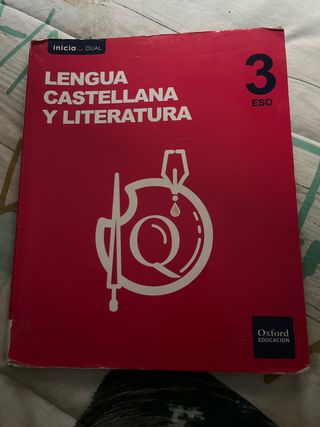 inicia DUAL
LENGUA
CASTELLANA
Y LITERATURA
3
ESO
Q
Oxford
EDUCACIÓN